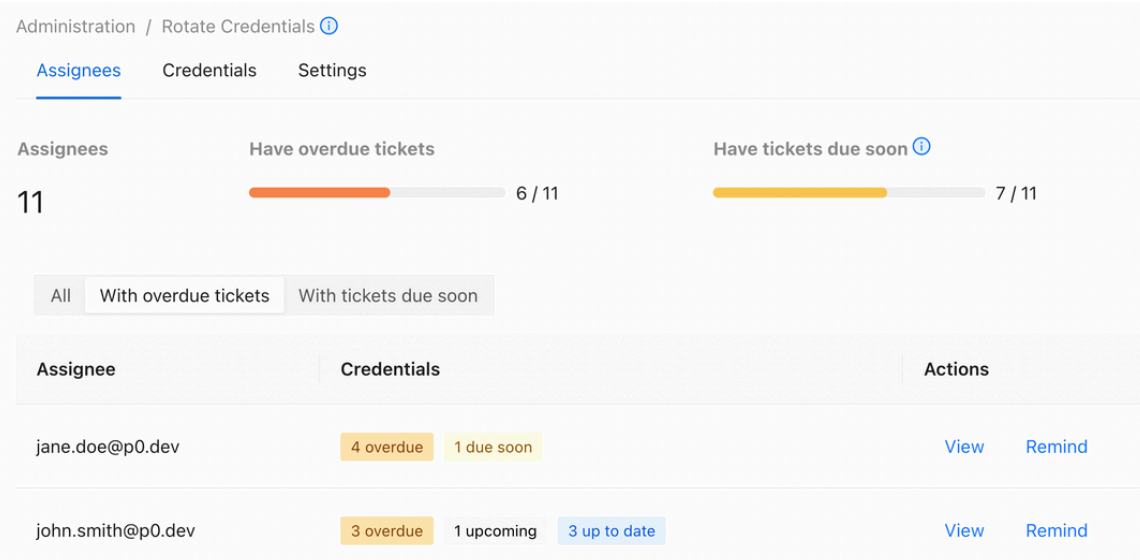 Administration / Rotate Credentials
Assignees Credentials Settings
Assignees Have overdue tickets Have tickets due soon
11 6 / 11 7 / 11
All With overdue tickets With tickets due soon
Assignee Credentials Actions
jane.doe@p0.dev 4 overdue 1 due soon View Remind
john.smith@p0.dev 3 overdue 1 upcoming 3 up to date View Remind